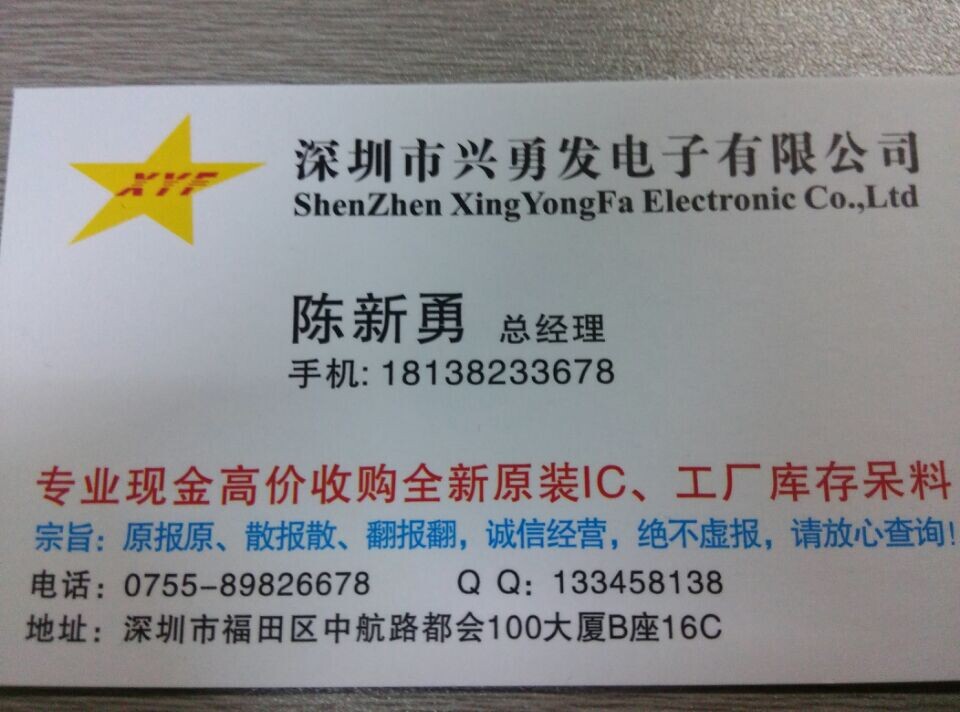 XYF
深圳市兴勇发电子有限公司
ShenZhen XingYongFa Electronic Co.,Ltd
陈新勇 总经理
手机: 18138233678
专业现金高价收购全新原装IC、工厂库存呆料
宗旨：原报原、散报散、翻报翻，诚信经营，绝不虚报，请放心查询！
电话：0755-89826678 Q Q：133458138
地址：深圳市福田区中航路都会100大厦B座16C